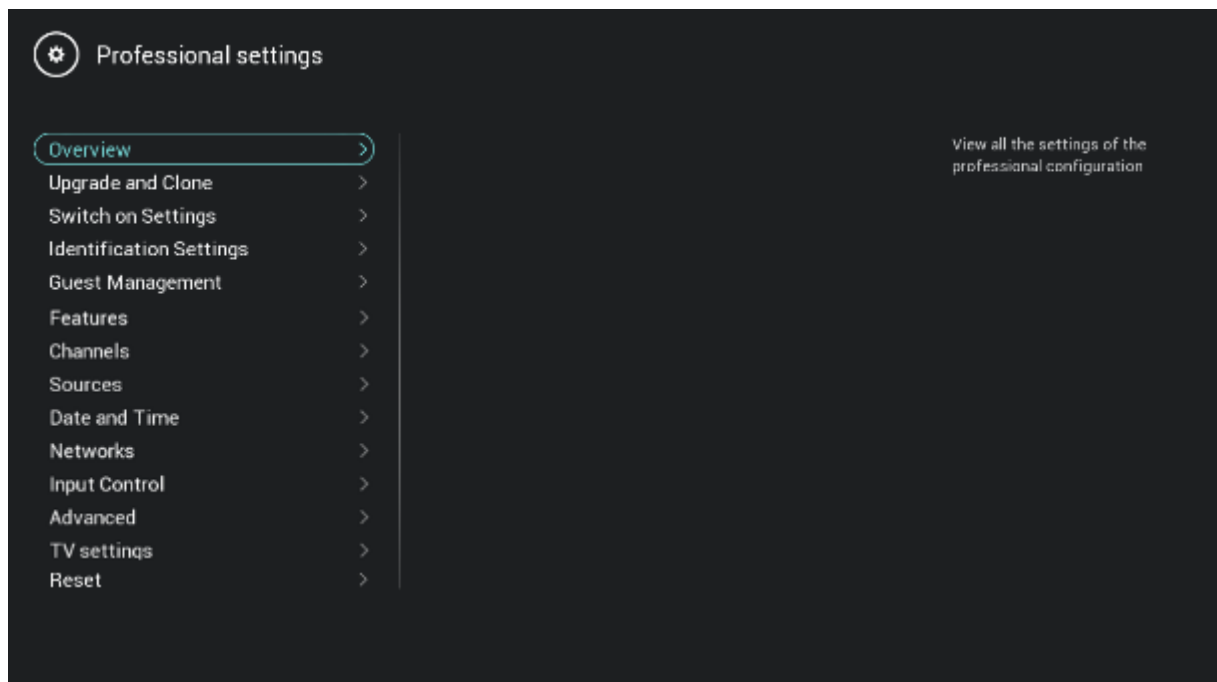 Professional settings
Overview
View all the settings of the
professional configuration
Upgrade and Clone
Switch on Settings
Identification Settings
Guest Management
Features
Channels
Sources
Date and Time
Networks
Input Control
Advanced
TV settings
Reset